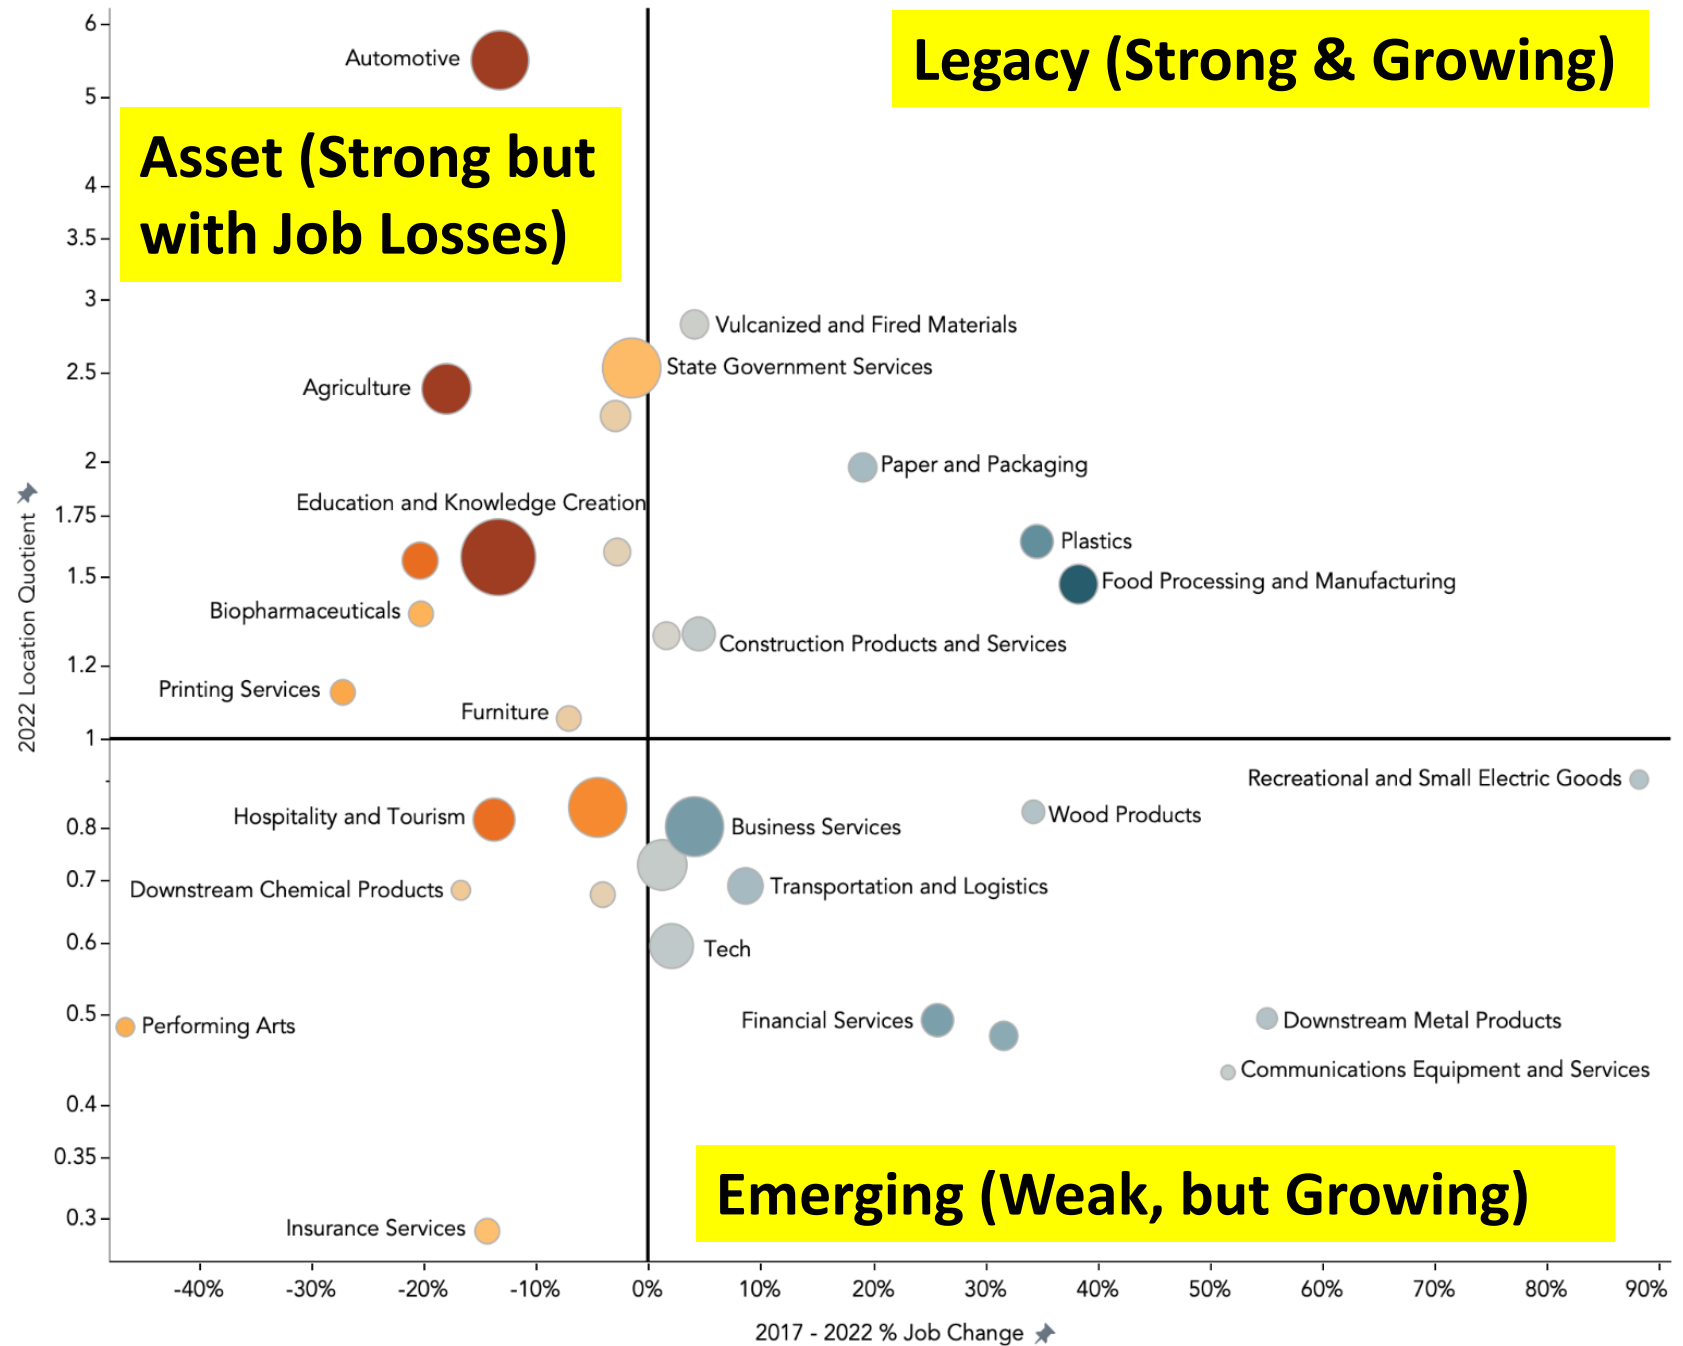 6
Automotive
Legacy (Strong & Growing)
5
Asset (Strong but
with Job Losses)
4
3.5
3
Vulcanized and Fired Materials
2.5
State Government Services
Agriculture
2
Paper and Packaging
Education and Knowledge Creation
1.75
Plastics
1.5
Food Processing and Manufacturing
Biopharmaceuticals
Construction Products and Services
1.2
Printing Services
Furniture
1
2022 Location Quotient
Recreational and Small Electric Goods
Hospitality and Tourism
Wood Products
0.8
Business Services
0.7
Downstream Chemical Products
Transportation and Logistics
0.6
Tech
0.5
Performing Arts
Financial Services
Downstream Metal Products
Communications Equipment and Services
0.4
0.35
Emerging (Weak, but Growing)
0.3
Insurance Services
-40% -30% -20% -10% 0% 10% 20% 30% 40% 50% 60% 70% 80% 90%
2017 - 2022 % Job Change